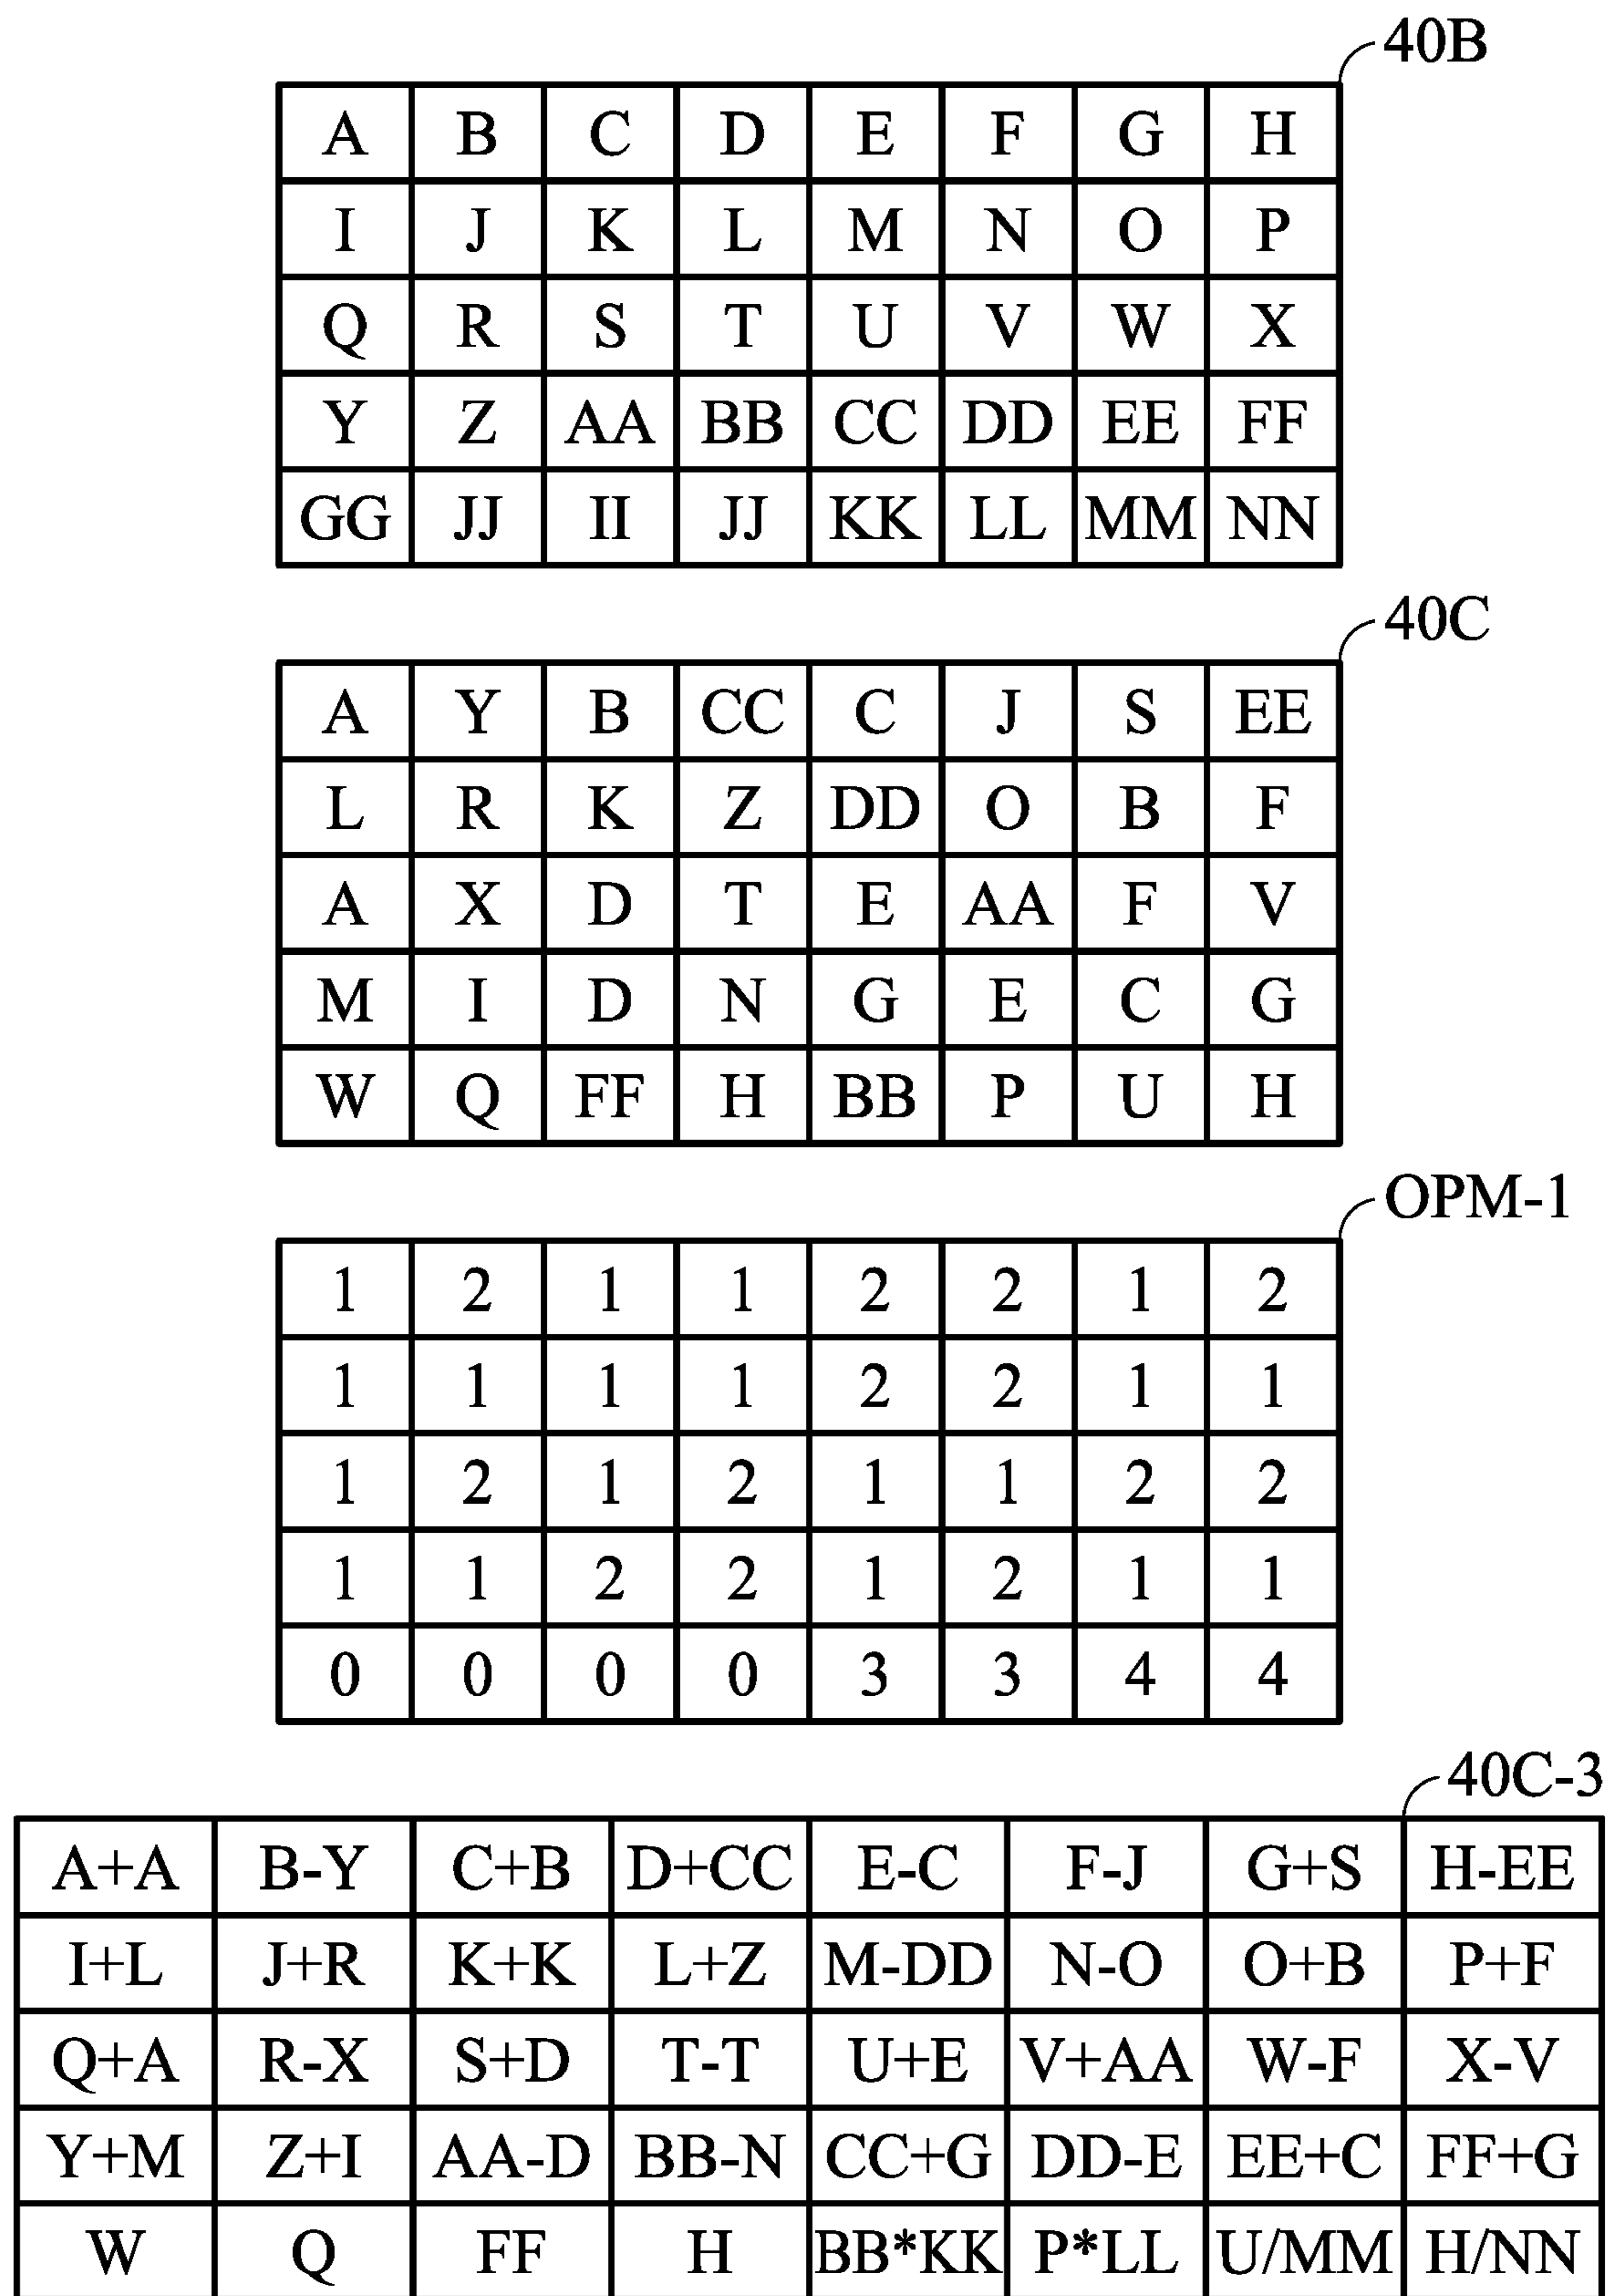 40B
A B C D E F G H
I J K L M N O P
Q R S T U V W X
Y Z AA BB CC DD EE FF
GG JJ II JJ KK LL MM NN
40C
A Y B CC C J S EE
L R K Z DD O B F
A X D T E AA F V
M I D N G E C G
W Q FF H BB P U H
OPM-1
1 2 1 1 2 2 1 2
1 1 1 1 2 2 1 1
1 2 1 2 1 1 2 2
1 1 2 2 1 2 1 1
0 0 0 0 3 3 4 4
40C-3
A+A B-Y C+B D+CC E-C F-J G+S H-EE
I+L J+R K+K L+Z M-DD N-O O+B P+F
Q+A R-X S+D T-T U+E V+AA W-F X-V
Y+M Z+I AA-D BB-N CC+G DD-E EE+C FF+G
W Q FF H BB*KK P*LL U/MM H/NN